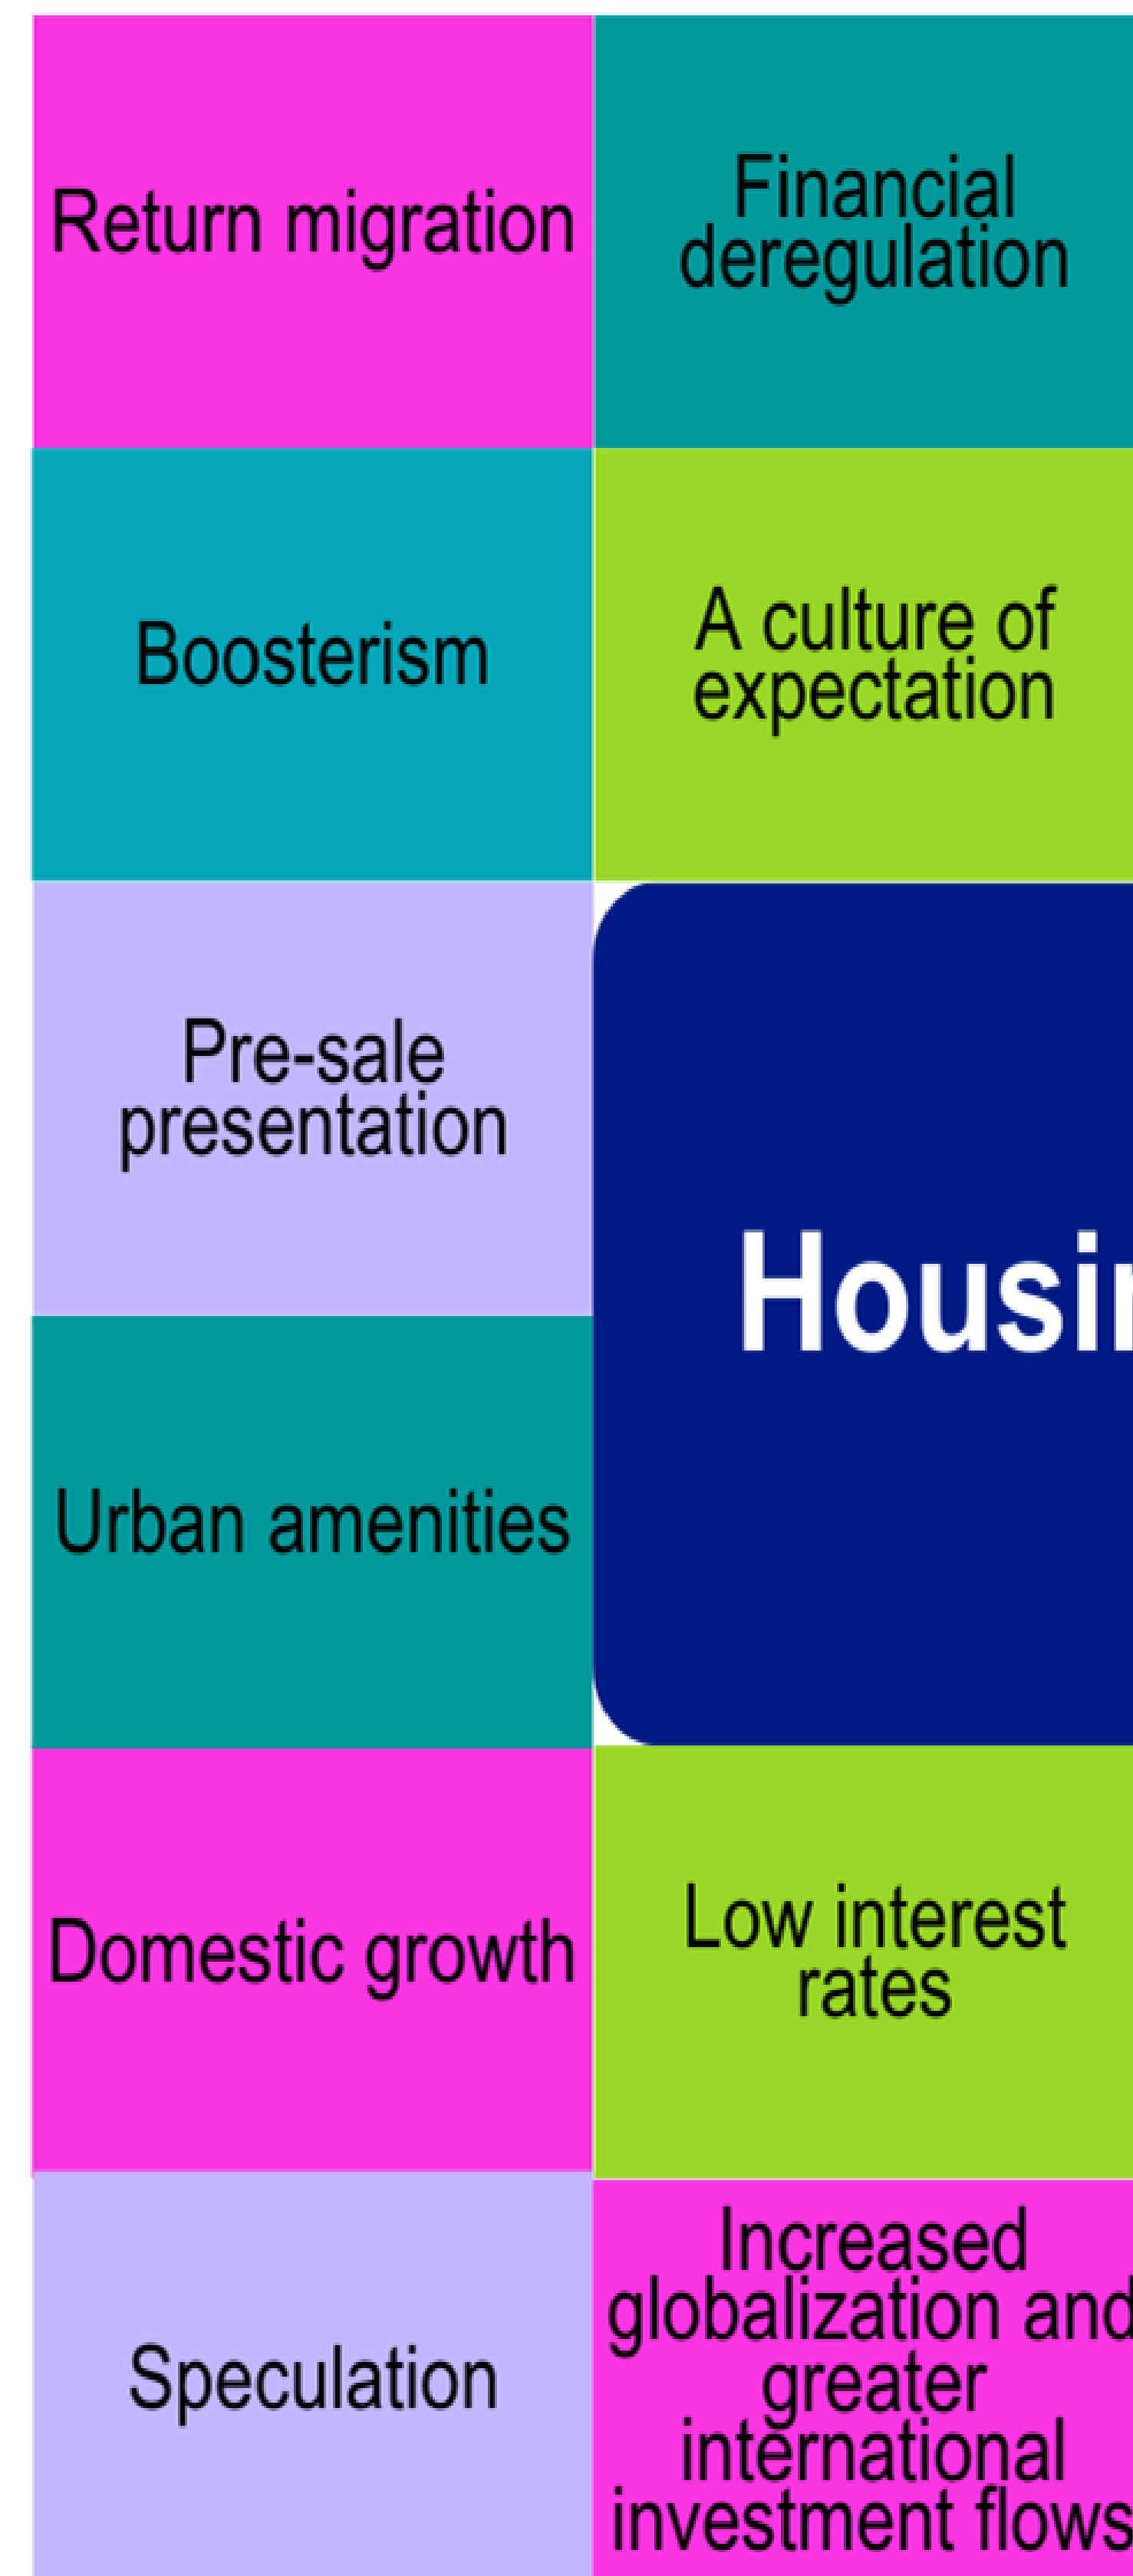 Return migration
Financial
deregulation
Boosterism
A culture of
expectation
Pre-sale
presentation
Housin
Urban amenities
Domestic growth
Low interest
rates
Speculation
Increased
globalization and
greater
international
investment flows